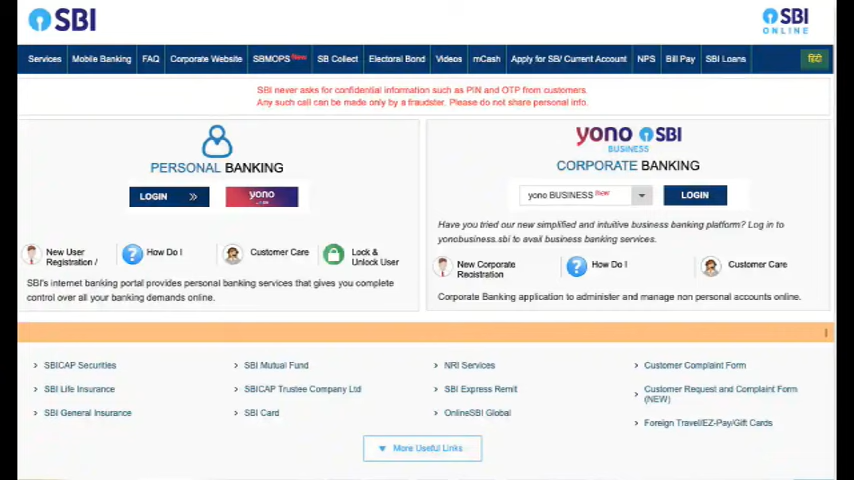 SBI
SBI
ONLINE
Services Mobile Banking FAQ Corporate Website SBMOPS New SB Collect Electoral Bond Videos mCash Apply for SB/ Current Account NPS Bill Pay SBI Loans हिंदी
SBI never asks for confidential information such as PIN and OTP from customers.
Any such call can be made only by a fraudster. Please do not share personal info.
PERSONAL BANKING
LOGIN
yono
New User
Registration /
How Do I
Customer Care
Lock &
Unlock User
SBI's internet banking portal provides personal banking services that gives you complete
control over all your banking demands online.
yono SBI
BUSINESS
CORPORATE BANKING
yono BUSINESS New LOGIN
Have you tried our new simplified and intuitive business banking platform? Log in to
yonobusiness.sbi to avail business banking services.
New Corporate
Registration
How Do I
Customer Care
Corporate Banking application to administer and manage non personal accounts online.
SBICAP Securities
SBI Life Insurance
SBI General Insurance
SBI Mutual Fund
SBICAP Trustee Company Ltd
SBI Card
NRI Services
SBI Express Remit
OnlineSBI Global
Customer Complaint Form
Customer Request and Complaint Form
(NEW)
Foreign Travel/EZ-Pay/Gift Cards
More Useful Links